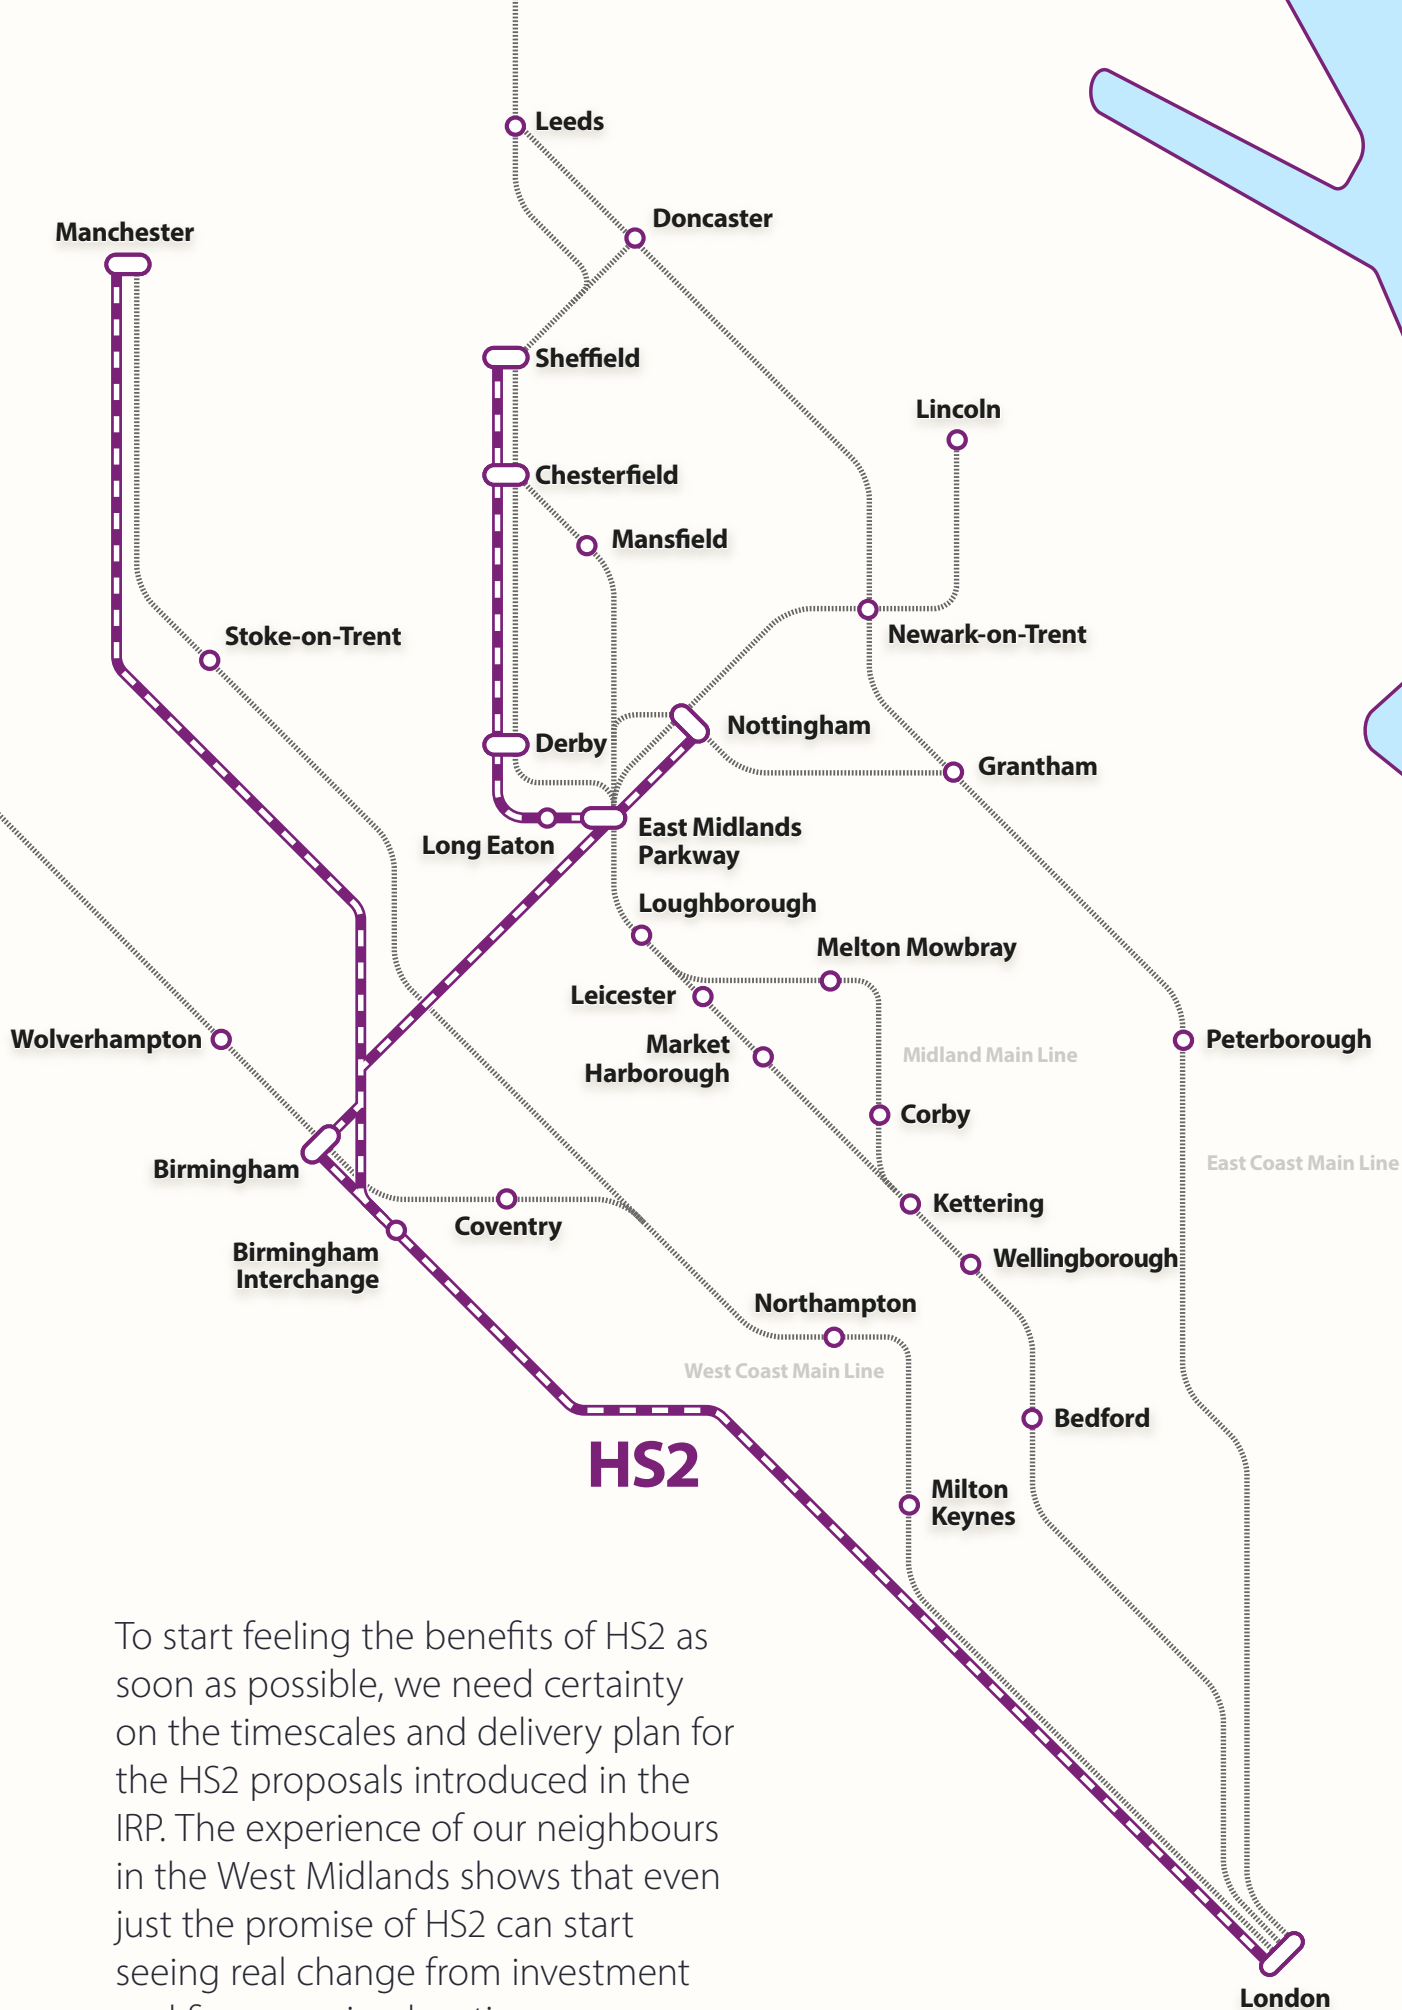 Leeds
Doncaster
Manchester
Sheffield
Lincoln
Chesterfield
Mansfield
Stoke-on-Trent
Newark-on-Trent
Nottingham
Derby
Grantham
Long Eaton
East Midlands
Parkway
Loughborough
Melton Mowbray
Leicester
Wolverhampton
Market
Harborough
Midland Main Line
Peterborough
Corby
East Coast Main Line
Birmingham
Kettering
Coventry
Birmingham
Interchange
Wellingborough
Northampton
West Coast Main Line
Bedford
HS2
Milton
Keynes
To start feeling the benefits of HS2 as
soon as possible, we need certainty
on the timescales and delivery plan for
the HS2 proposals introduced in the
IRP. The experience of our neighbours
in the West Midlands shows that even
just the promise of HS2 can start
seeing real change from investment
London